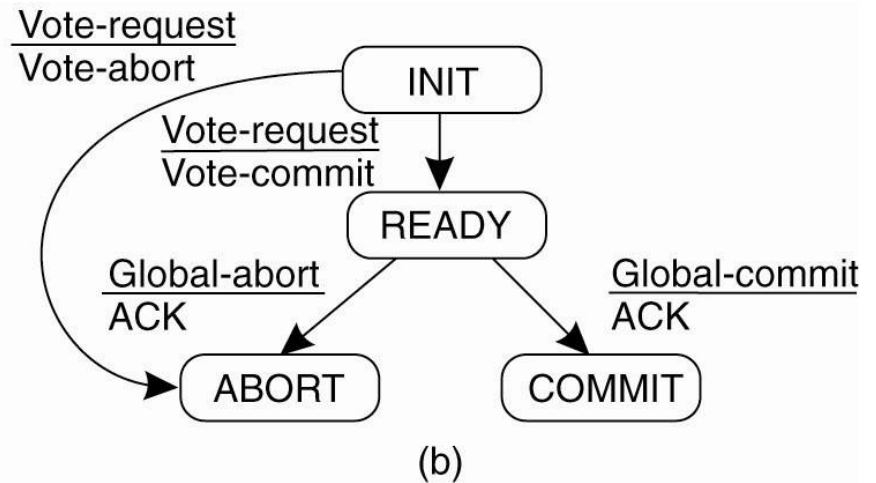 Vote-request
Vote-abort
INIT
Vote-request
Vote-commit
READY
Global-abort
ACK
Global-commit
ACK
ABORT
COMMIT
(b)